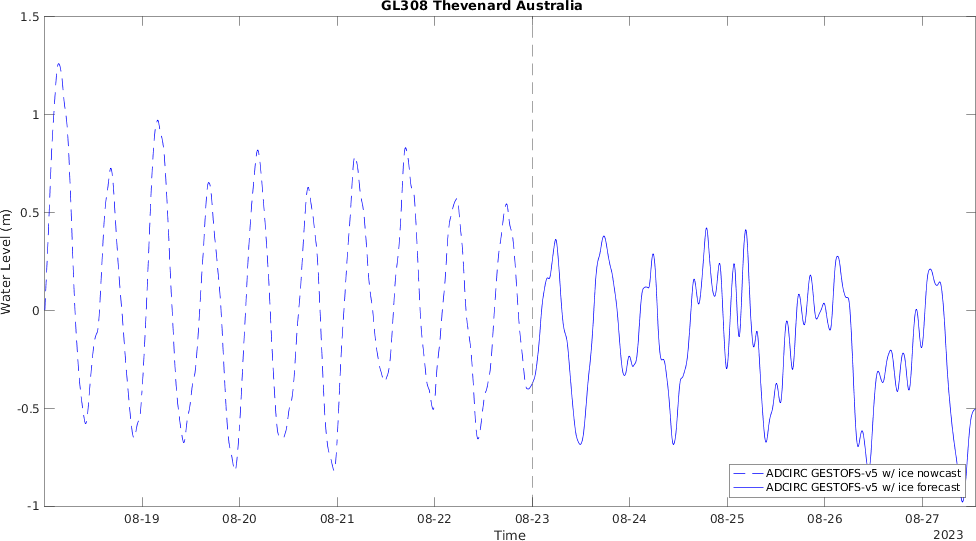 GL308 Thevenard Australia
1.5
1
0.5
0
-0.5
-1
Water Level (m)
ADCIRC GESTOFS-v5 w/ ice nowcast
ADCIRC GESTOFS-v5 w/ ice forecast
08-19 08-20 08-21 08-22 08-23 08-24 08-25 08-26 08-27
Time
2023